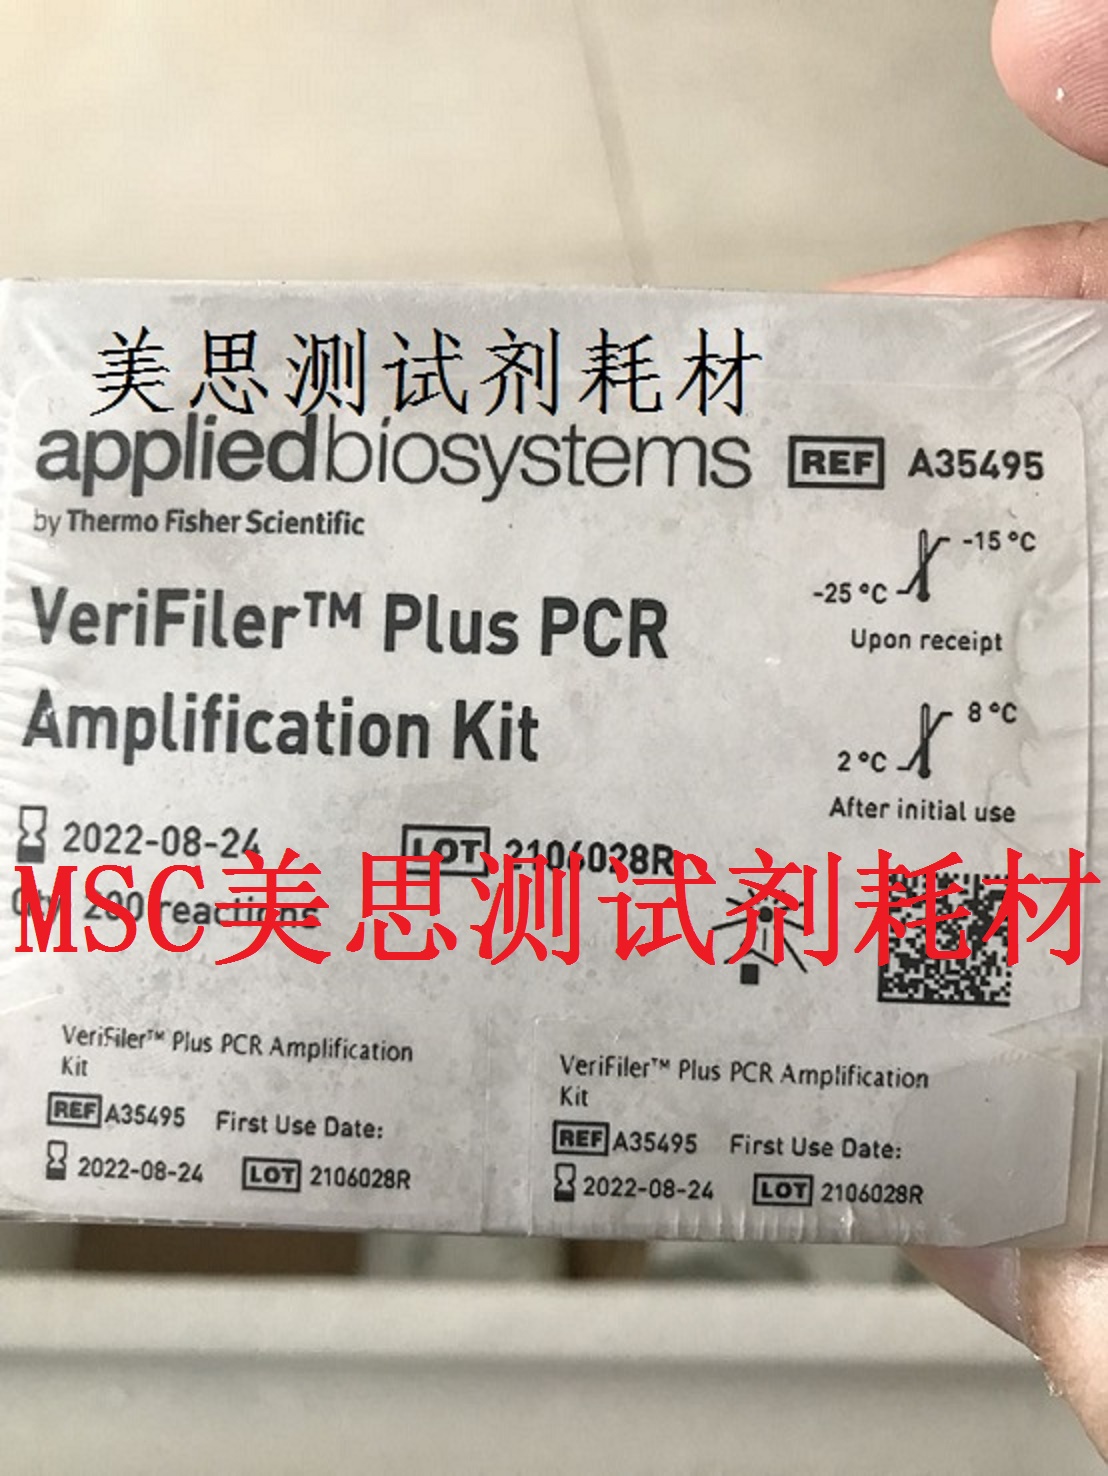 美思测试剂耗材
appliedbiosystems
REF A35495
by Thermo Fisher Scientific
-15 °C
-25 °C
Upon receipt
VeriFiler™ Plus PCR
Amplification Kit
8 °C
2 °C
After initial use
2022-08-24
LOT 2106028R
200 reactions
MSC美思测试剂耗材
VeriFiler™ Plus PCR Amplification
Kit
REF A35495 First Use Date:
2022-08-24 LOT 2106028R
VeriFiler™ Plus PCR Amplification
Kit
REF A35495 First Use Date:
2022-08-24 LOT 2106028R